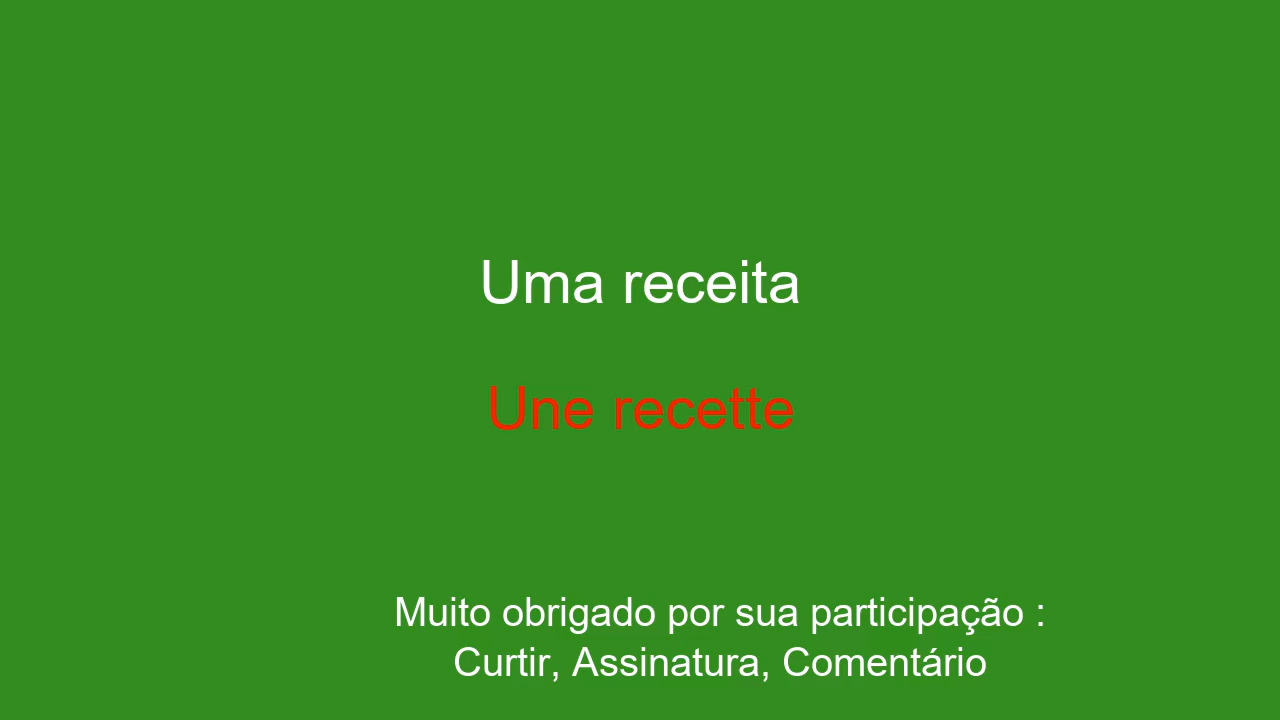 Uma receita
Une recette
Muito obrigado por sua participação :
Curtir, Assinatura, Comentário